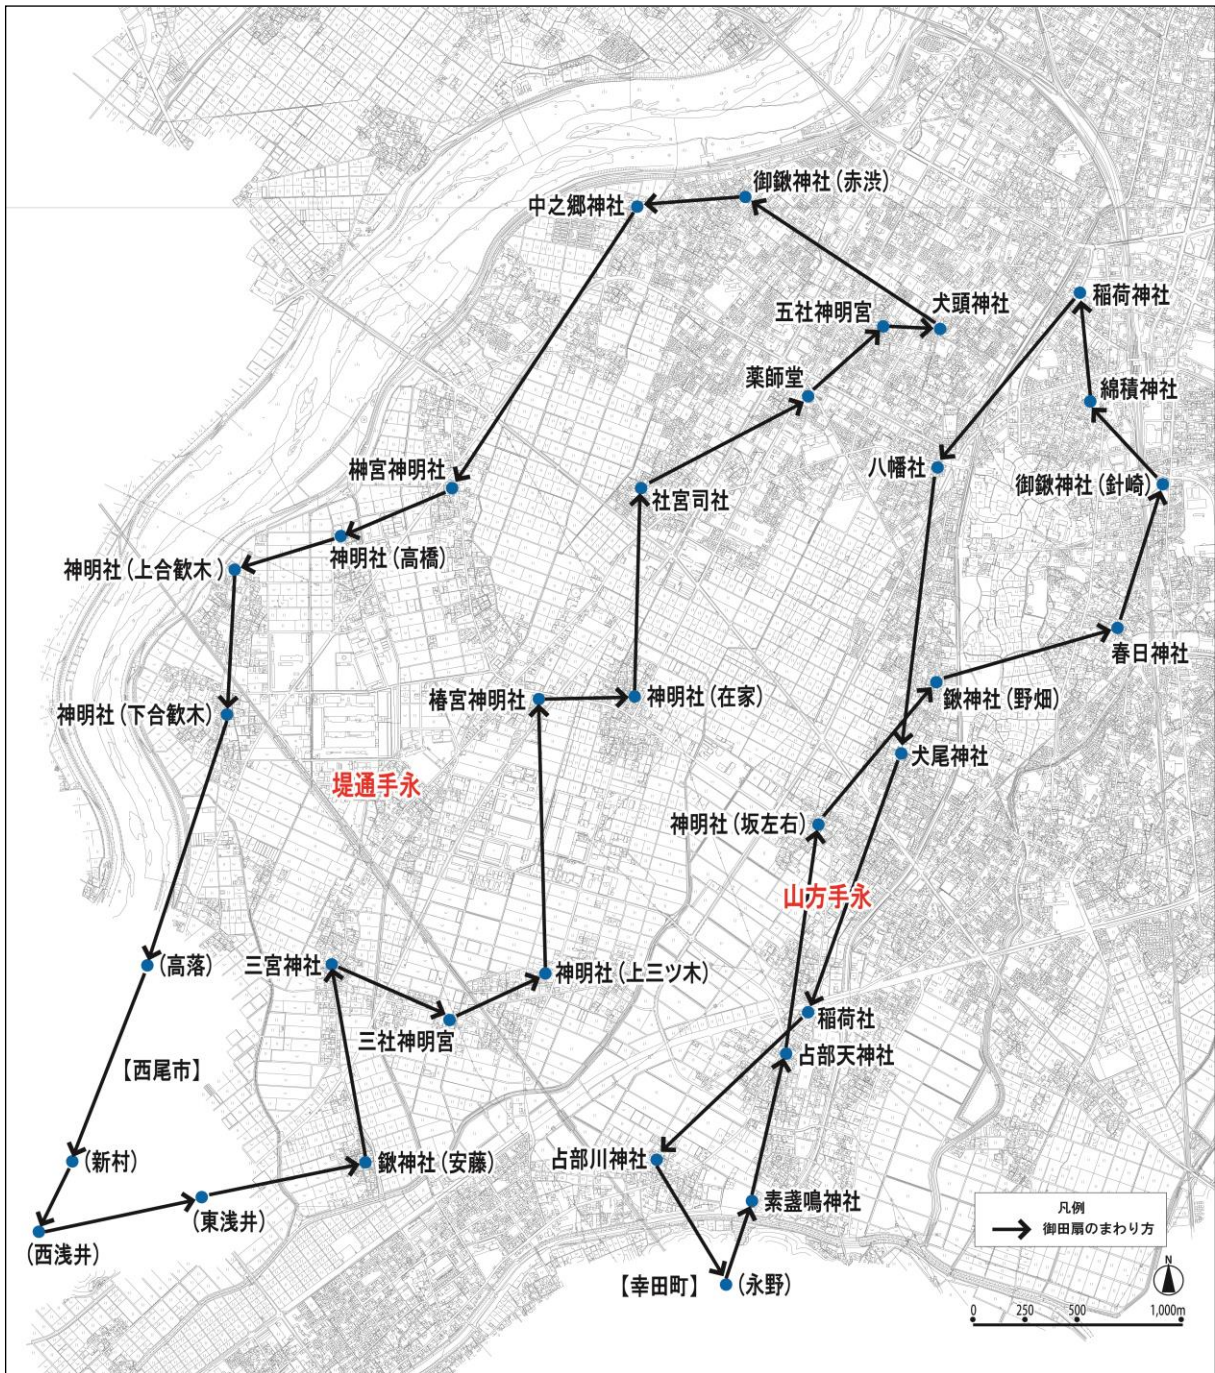 御鍬神社（赤渋）
中之郷神社
稲荷神社
五社神明宮
犬頭神社
薬師堂
綿積神社
八幡社
榊宮神明社
社宮司社
御鍬神社（針崎）
神明社（高橋）
神明社（上合歓木）
春日神社
椿宮神明社
神明社（在家）
鍬神社（野畑）
神明社（下合歓木）
犬尾神社
堤通手永
神明社（坂左右）
山方手永
（高落）
三宮神社
神明社（上三ツ木）
稲荷社
三社神明宮
占部天神社
【西尾市】
（新村）
鍬神社（安藤）
占部川神社
（東浅井）
素盞鳴神社
（西浅井）
【幸田町】
（永野）
凡例
御田扇のまわり方
N
0 250 500 1,000m